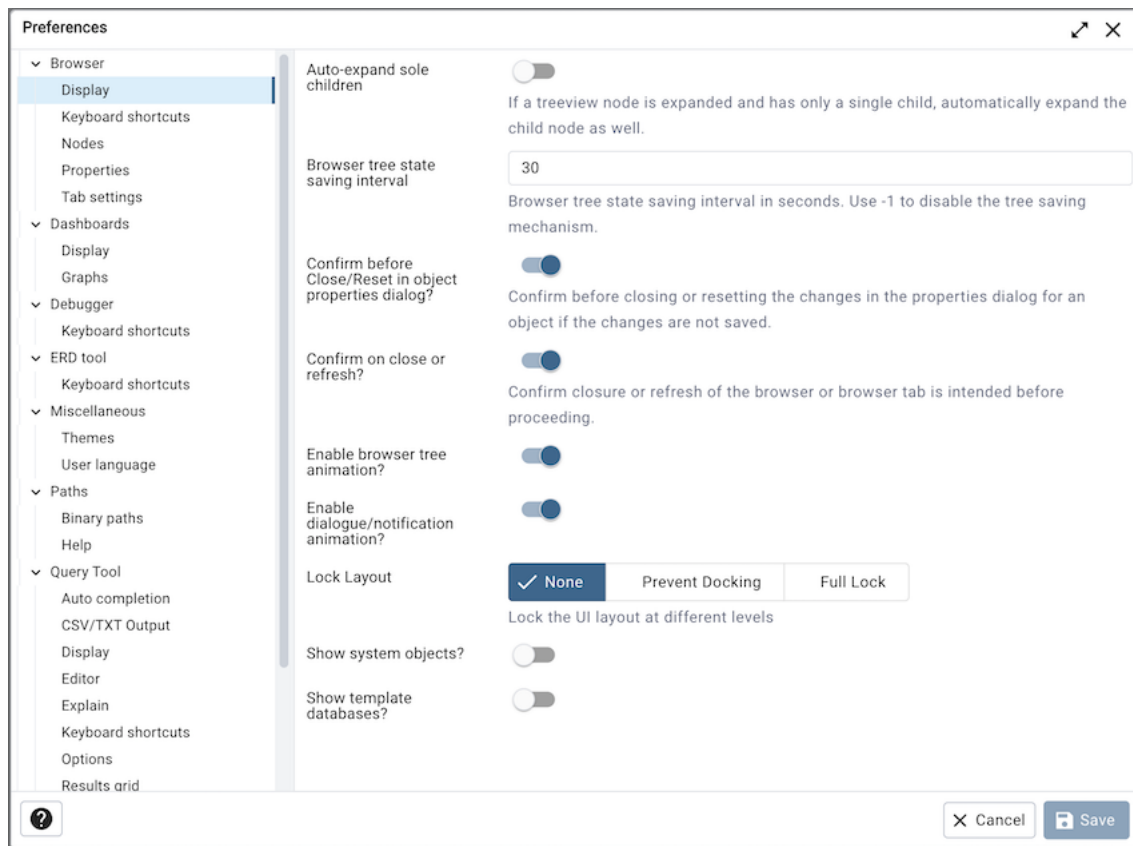 Preferences
Browser
Display
Keyboard shortcuts
Nodes
Properties
Tab settings
Dashboards
Display
Graphs
Debugger
Keyboard shortcuts
ERD tool
Keyboard shortcuts
Miscellaneous
Themes
User language
Paths
Binary paths
Help
Query Tool
Auto completion
CSV/TXT Output
Display
Editor
Explain
Keyboard shortcuts
Options
Results grid
Auto-expand sole
children
If a treeview node is expanded and has only a single child, automatically expand the
child node as well.
Browser tree state
saving interval
30
Browser tree state saving interval in seconds. Use -1 to disable the tree saving
mechanism.
Confirm before
Close/Reset in object
properties dialog?
Confirm before closing or resetting the changes in the properties dialog for an
object if the changes are not saved.
Confirm on close or
refresh?
Confirm closure or refresh of the browser or browser tab is intended before
proceeding.
Enable browser tree
animation?
Enable
dialogue/notification
animation?
Lock Layout
None Prevent Docking Full Lock
Lock the UI layout at different levels
Show system objects?
Show template
databases?
? Cancel Save